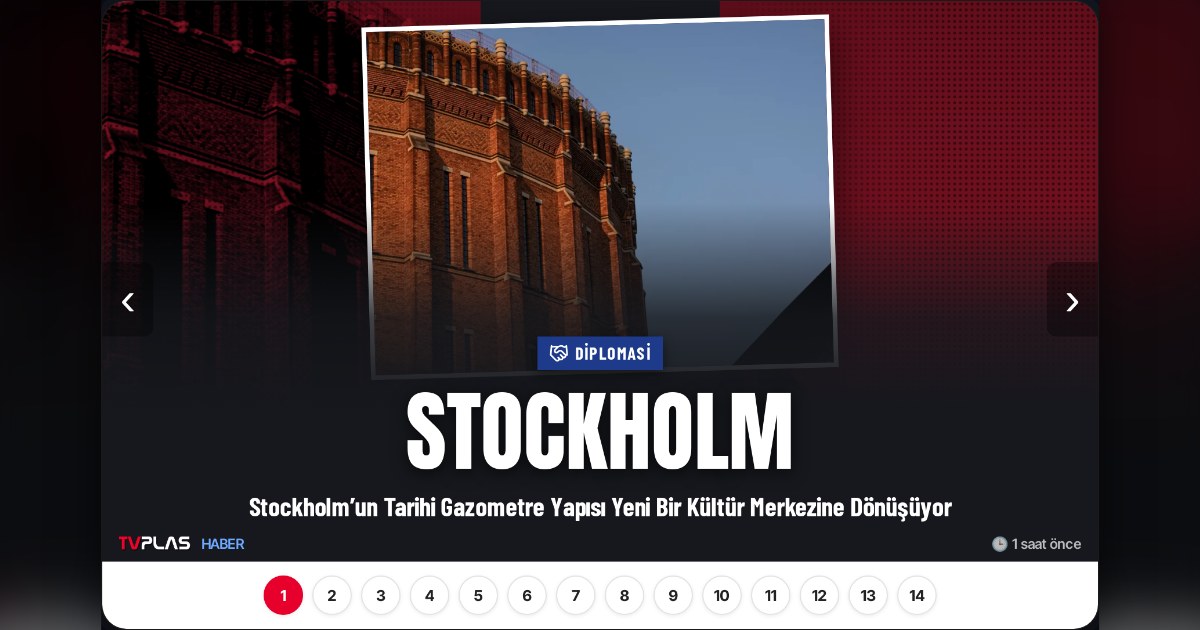 DİPLOMASİ
STOCKHOLM
Stockholm’un Tarihi Gazometre Yapısı Yeni Bir Kültür Merkezine Dönüşüyor
TVPLAS HABER
1 saat önce
1 2 3 4 5 6 7 8 9 10 11 12 13 14